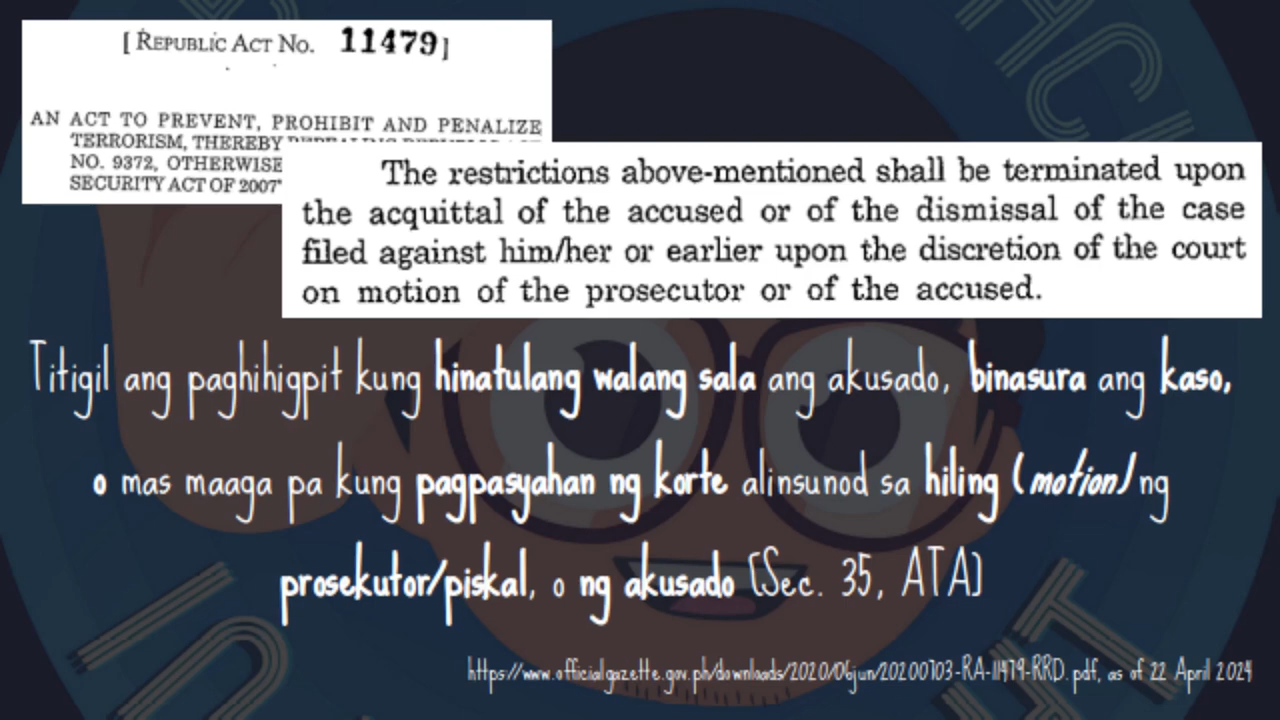 [ REPUBLIC ACT NO. 11479 ]
AN ACT TO PREVENT, PROHIBIT AND PENALIZE
TERRORISM, THEREBY
NO. 9372, OTHERWISE
SECURITY ACT OF 2007"
The restrictions above-mentioned shall be terminated upon
the acquittal of the accused or of the dismissal of the case
filed against him/her or earlier upon the discretion of the court
on motion of the prosecutor or of the accused.
Titigil ang paghihigpit kung hinatulang walang sala ang akusado, binasura ang kaso,
o mas maaga pa kung pagpasyahan ng korte alinsunod sa hiling (motion) ng
prosekutor/piskal, o ng akusado (Sec. 35, ATA)
https://www.officialgazette.gov.ph/downloads/2020/06jun/20200703-RA-11479-RRD.pdf, as of 22 April 2024